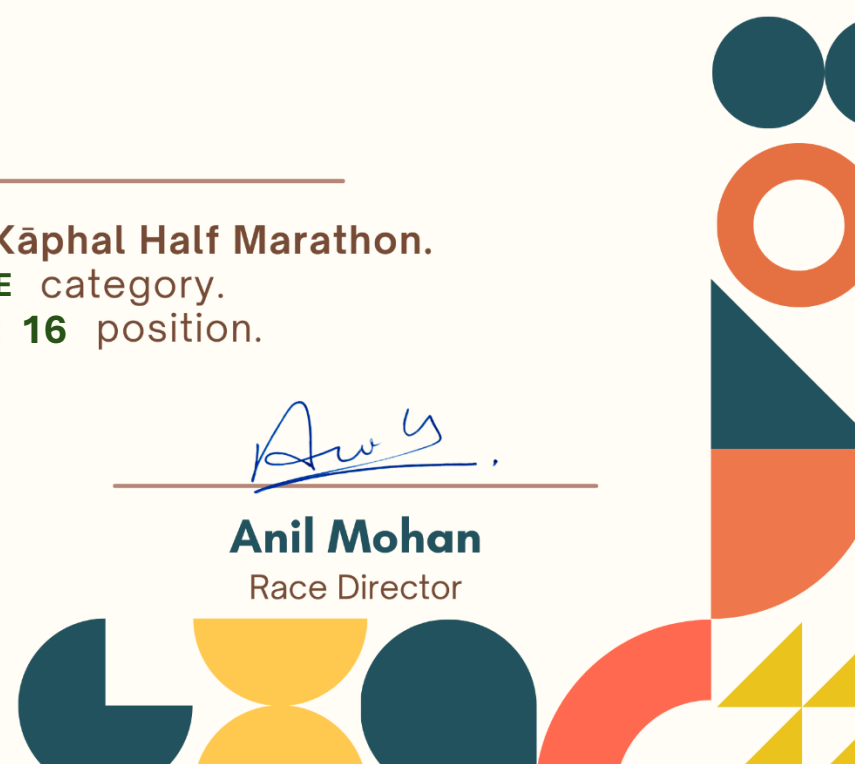 Kāphal Half Marathon.
E category.
16 position.
Anil Mohan
Race Director